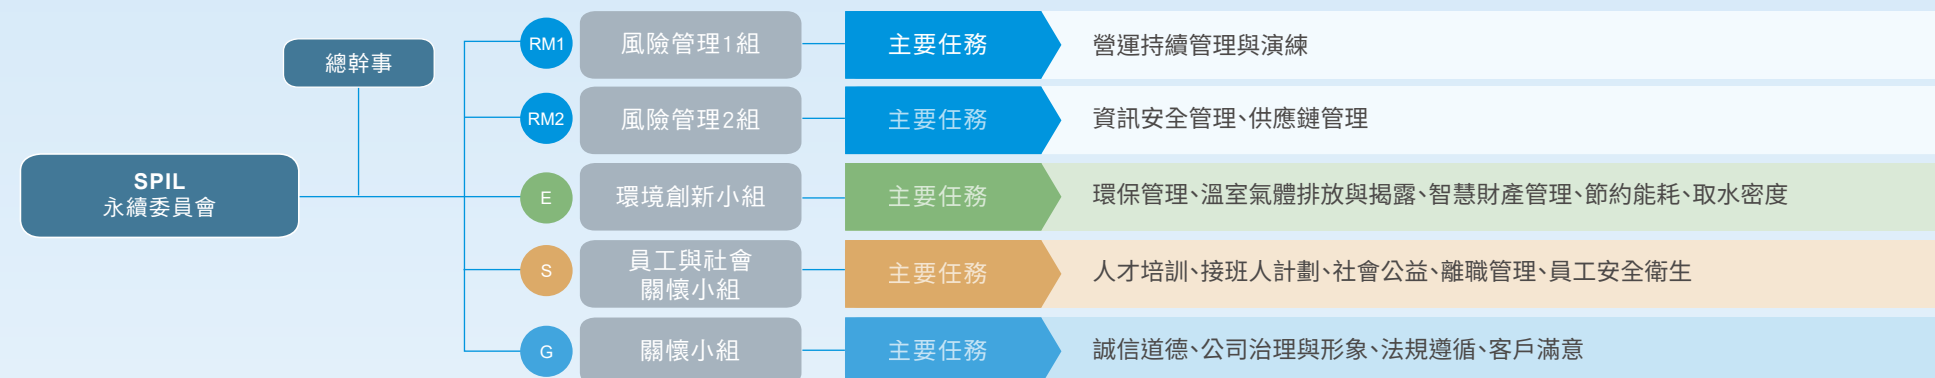 總幹事
SPIL
永續委員會
RM1 風險管理1組 主要任務 營運持續管理與演練
RM2 風險管理2組 主要任務 資訊安全管理、供應鏈管理
E 環境創新小組 主要任務 環保管理、溫室氣體排放與揭露、智慧財產管理、節約能耗、取水密度
S 員工與社會
關懷小組 主要任務 人才培訓、接班人計劃、社會公益、離職管理、員工安全衛生
G 關懷小組 主要任務 誠信道德、公司治理與形象、法規遵循、客戶滿意